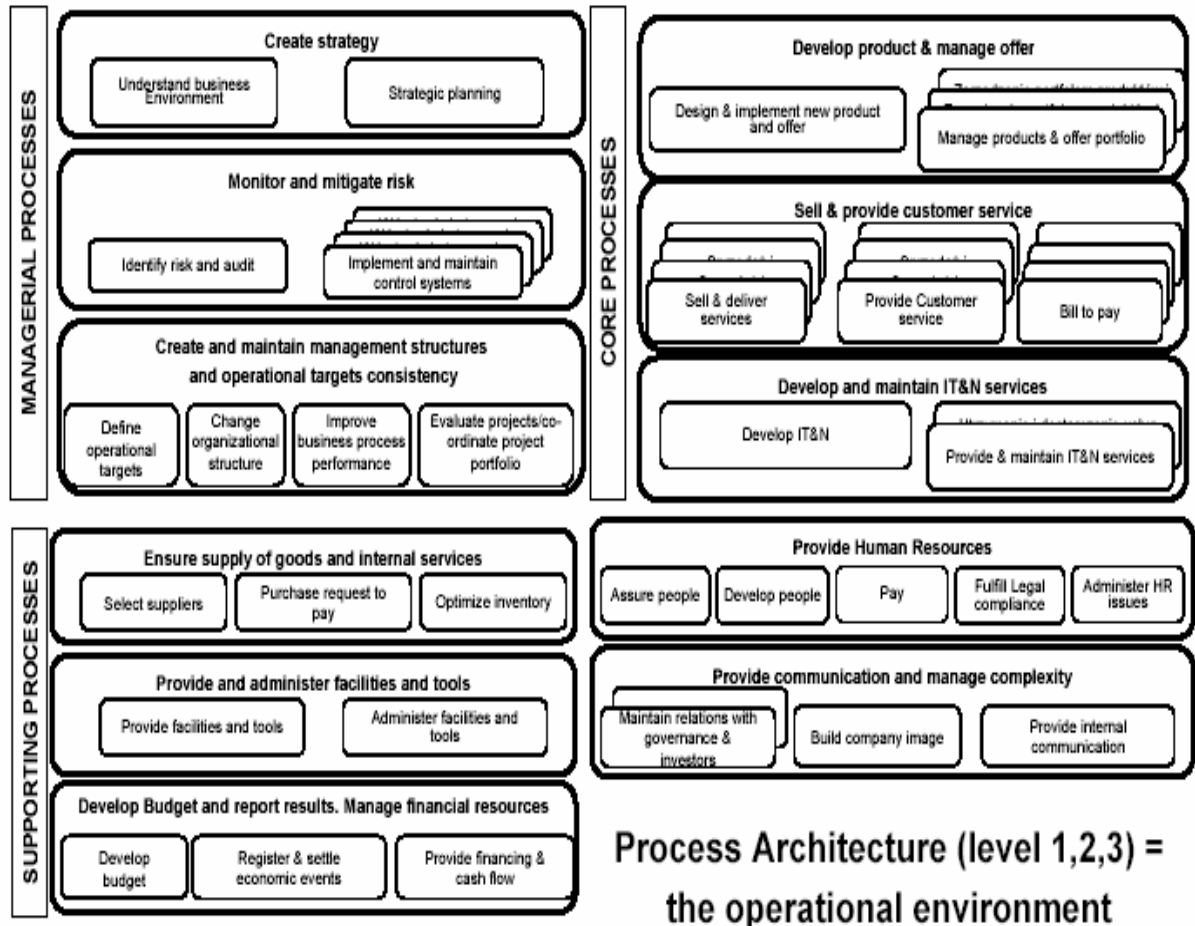 MANAGERIAL PROCESSES
Create strategy
Understand business
Environment
Strategic planning
Monitor and mitigate risk
Identify risk and audit
Implement and maintain
control systems
Create and maintain management structures
and operational targets consistency
Define
operational
targets
Change
organizational
structure
Improve
business process
performance
Evaluate projects/co-
ordinate project
portfolio
CORE PROCESSES
Develop product & manage offer
Design & implement new product
and offer
Manage products & offer portfolio
Sell & provide customer service
Sell & deliver
services
Provide Customer
service
Bill to pay
Develop and maintain IT&N services
Develop IT&N
Provide & maintain IT&N services
SUPPORTING PROCESSES
Ensure supply of goods and internal services
Select suppliers
Purchase request to
pay
Optimize inventory
Provide and administer facilities and tools
Provide facilities and tools
Administer facilities and
tools
Develop Budget and report results. Manage financial resources
Develop
budget
Register & settle
economic events
Provide financing &
cash flow
Provide Human Resources
Assure people
Develop people
Pay
Fulfill Legal
compliance
Administer HR
issues
Provide communication and manage complexity
Maintain relations with
governance &
investors
Build company image
Provide internal
communication
Process Architecture (level 1,2,3) =
the operational environment